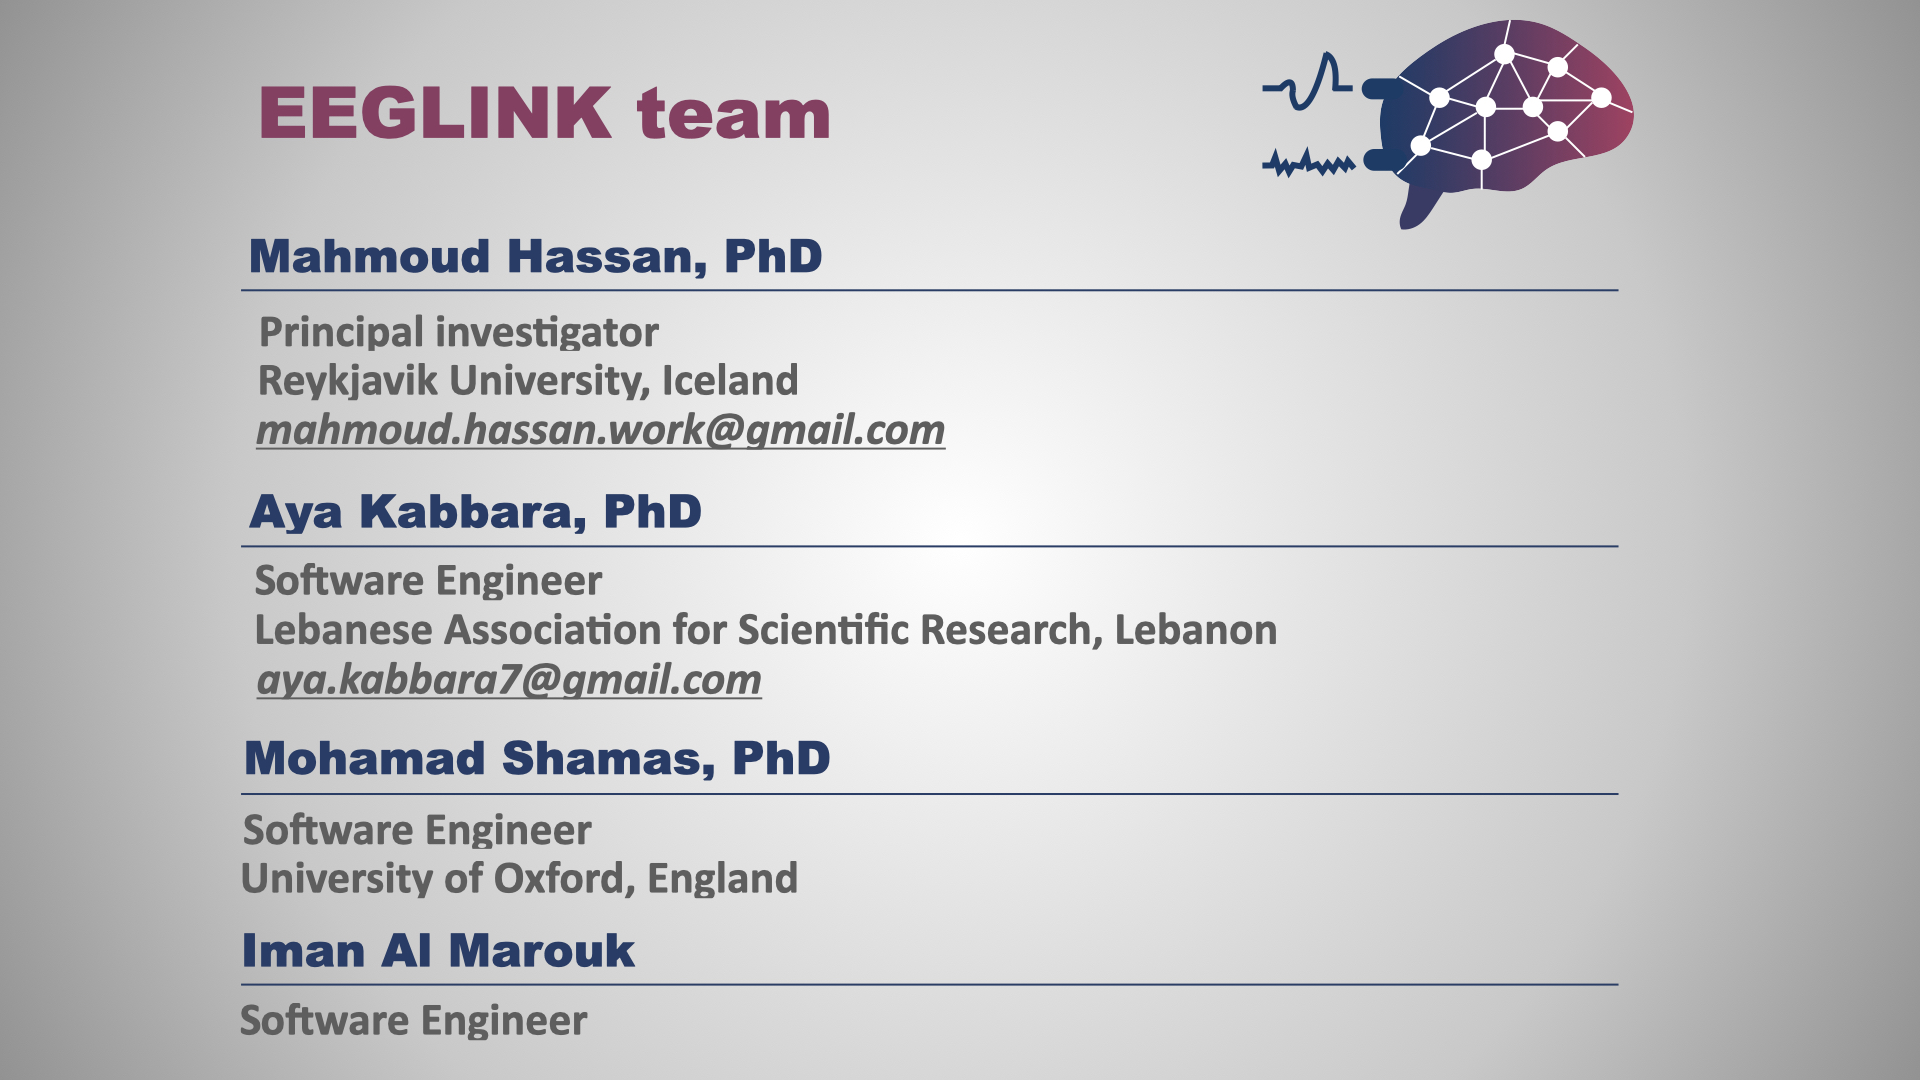 EEGLINK team
Mahmoud Hassan, PhD
Principal investigator
Reykjavik University, Iceland
mahmoud.hassan.work@gmail.com
Aya Kabbara, PhD
Software Engineer
Lebanese Association for Scientific Research, Lebanon
aya.kabbara7@gmail.com
Mohamad Shamas, PhD
Software Engineer
University of Oxford, England
Iman Al Marouk
Software Engineer